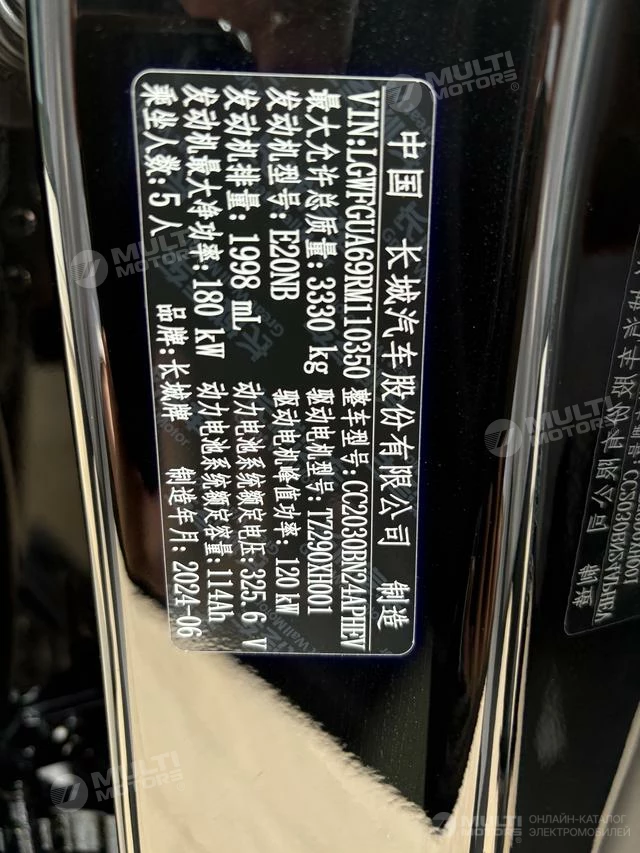 中国 长城汽车股份有限公司 制造
VIN:LGWFGUA69RM110350 整车型号:CC2030BN24APHEV
最大允许总质量:3330 kg 驱动电机型号:TZ290XH001
发动机型号:E20NB 驱动电机峰值功率:120 kW
发动机排量:1998 mL 动力电池系统额定电压:325.6 V
发动机最大净功率:180 kW 动力电池系统额定容量:114Ah
乘坐人数:5人 品牌:长城牌 制造年月:2024-06
MULTI
MOTORS®
MULTI
MOTORS
MULTI
MOTORS
MULTI
MOTORS
MULTI
MOTORS
ОНЛАЙН-КАТАЛОГ
ЭЛЕКТРОМОБИЛЕЙ